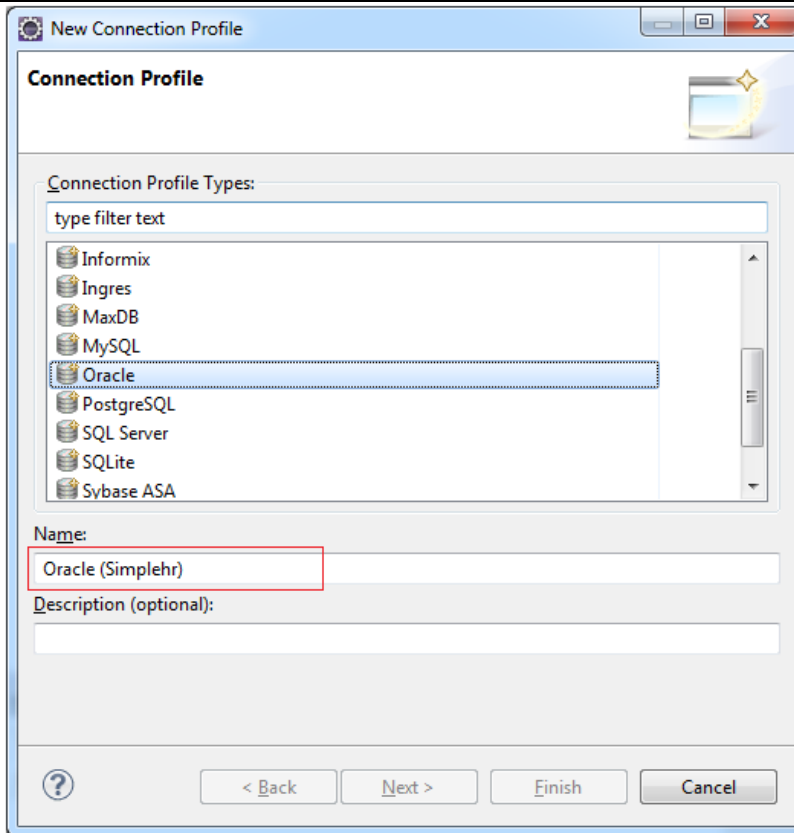 New Connection Profile
Connection Profile
Connection Profile Types:
type filter text
Informix
Ingres
MaxDB
MySQL
Oracle
PostgreSQL
SQL Server
SQLite
Sybase ASA
Name:
Oracle (Simplehr)
Description (optional):
? < Back Next > Finish Cancel